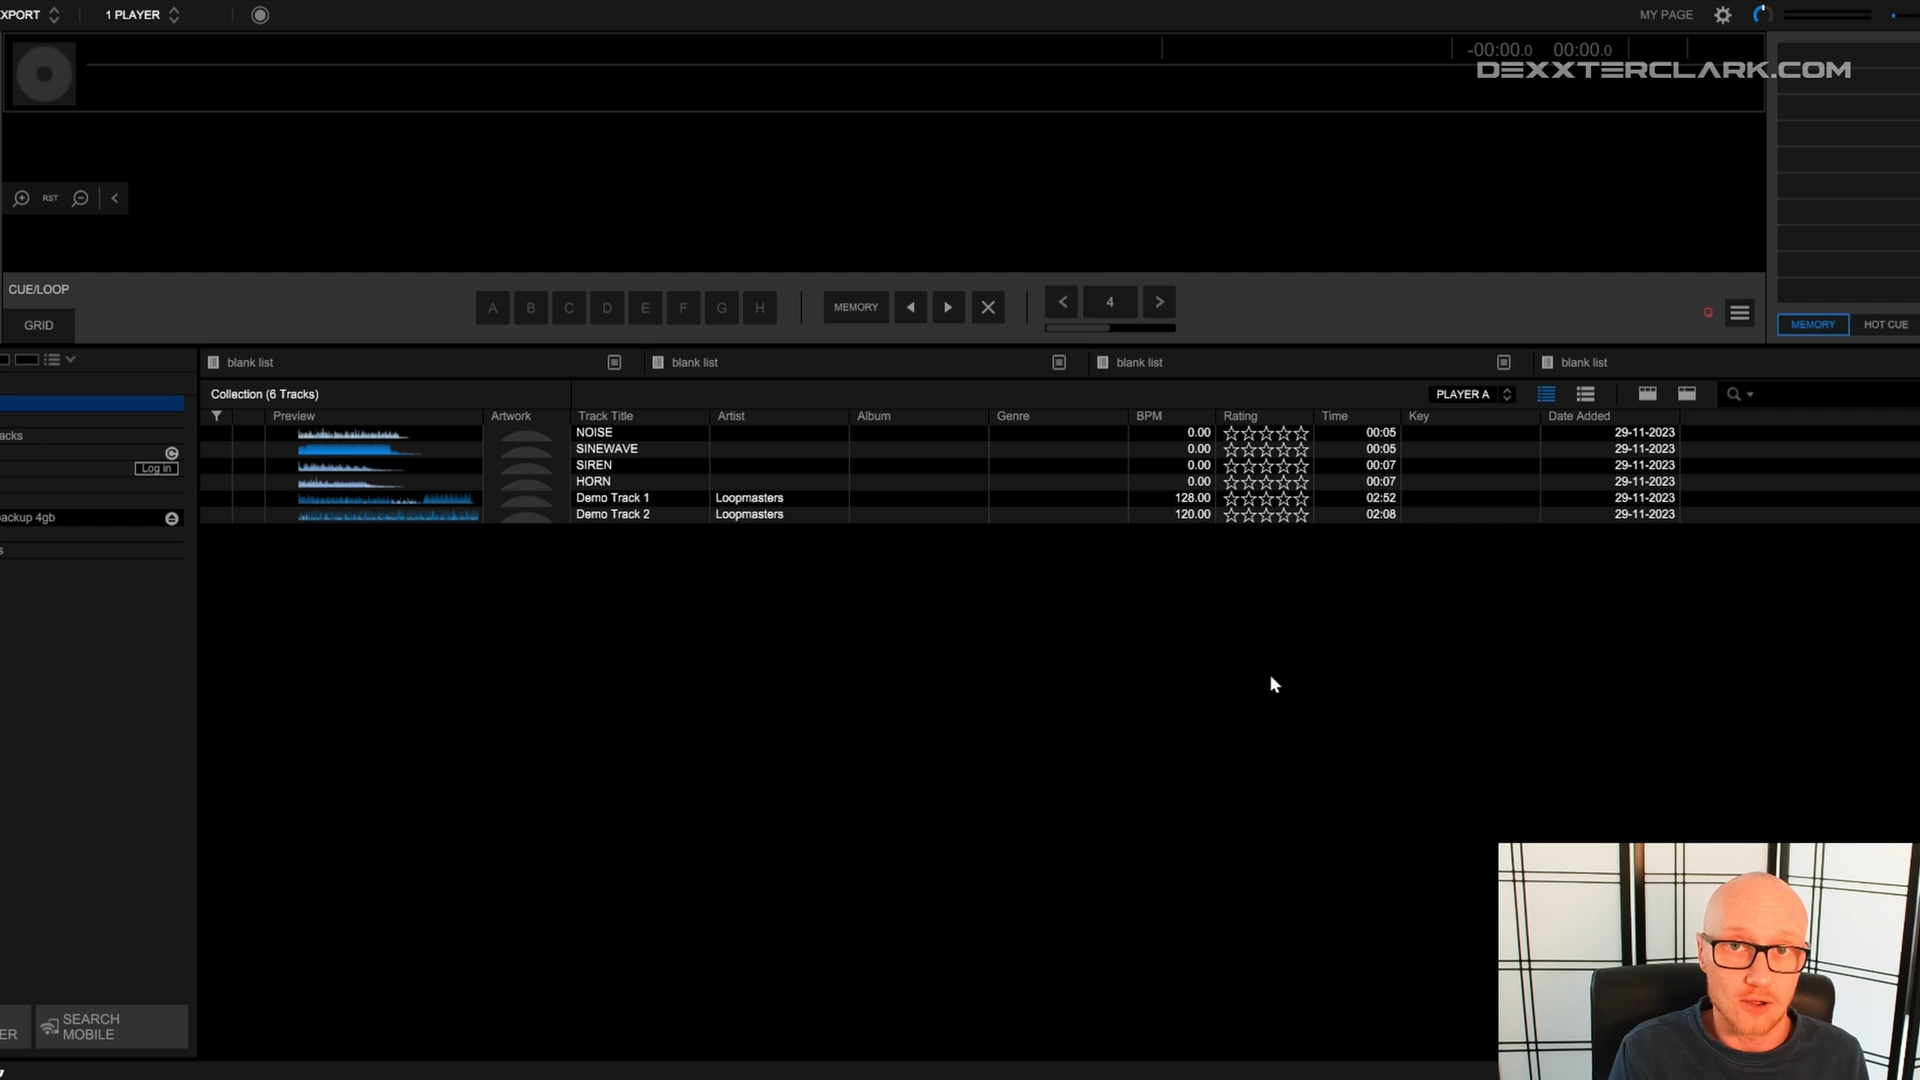 XPORT 1 PLAYER MY PAGE
-00:00.0 00:00.0
DEXXTERCLARK.COM
RST
CUE/LOOP
GRID
A B C D E F G H MEMORY 4 Q MEMORY HOT CUE
blank list blank list blank list blank list
Collection (6 Tracks) PLAYER A
Preview Artwork Track Title Artist Album Genre BPM Rating Time Key Date Added
NOISE 0.00 00:05 29-11-2023
SINEWAVE 0.00 00:05 29-11-2023
SIREN 0.00 00:07 29-11-2023
HORN 0.00 00:07 29-11-2023
Demo Track 1 Loopmasters 128.00 02:52 29-11-2023
Demo Track 2 Loopmasters 120.00 02:08 29-11-2023
acks
Log in
ackup 4gb
s
ER
SEARCH
MOBILE